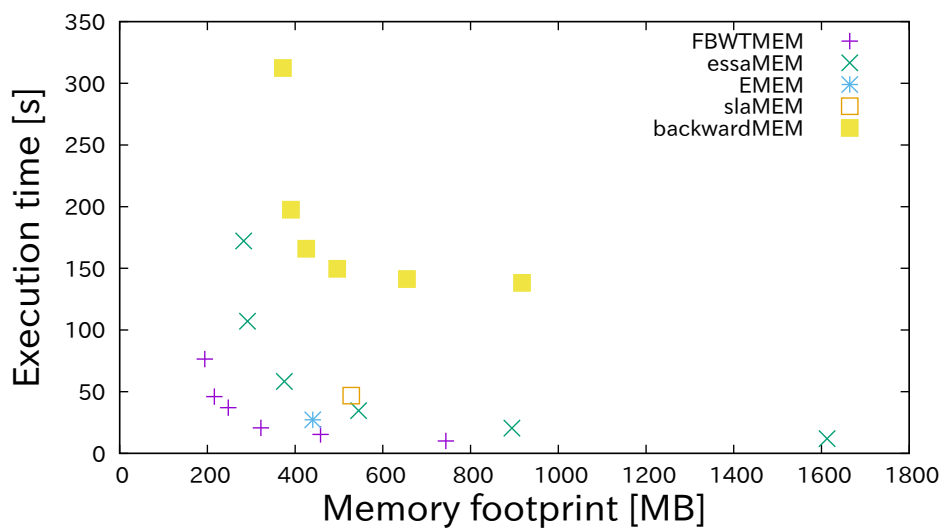 350
300
250
200
150
100
50
0
Execution time [s]
FBWTMEM
essaMEM
EMEM
slaMEM
backwardMEM
0 200 400 600 800 1000 1200 1400 1600 1800
Memory footprint [MB]